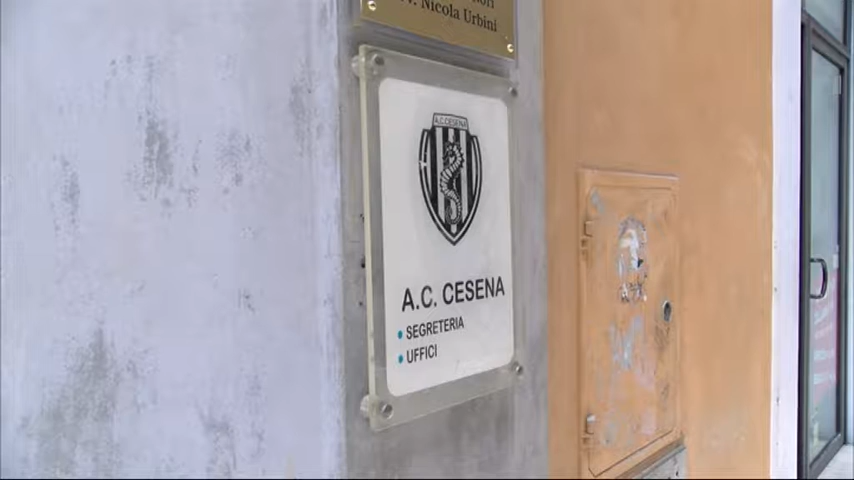 Nicola Urbini
A.C. CESENA
A.C. CESENA
SEGRETERIA
UFFICI